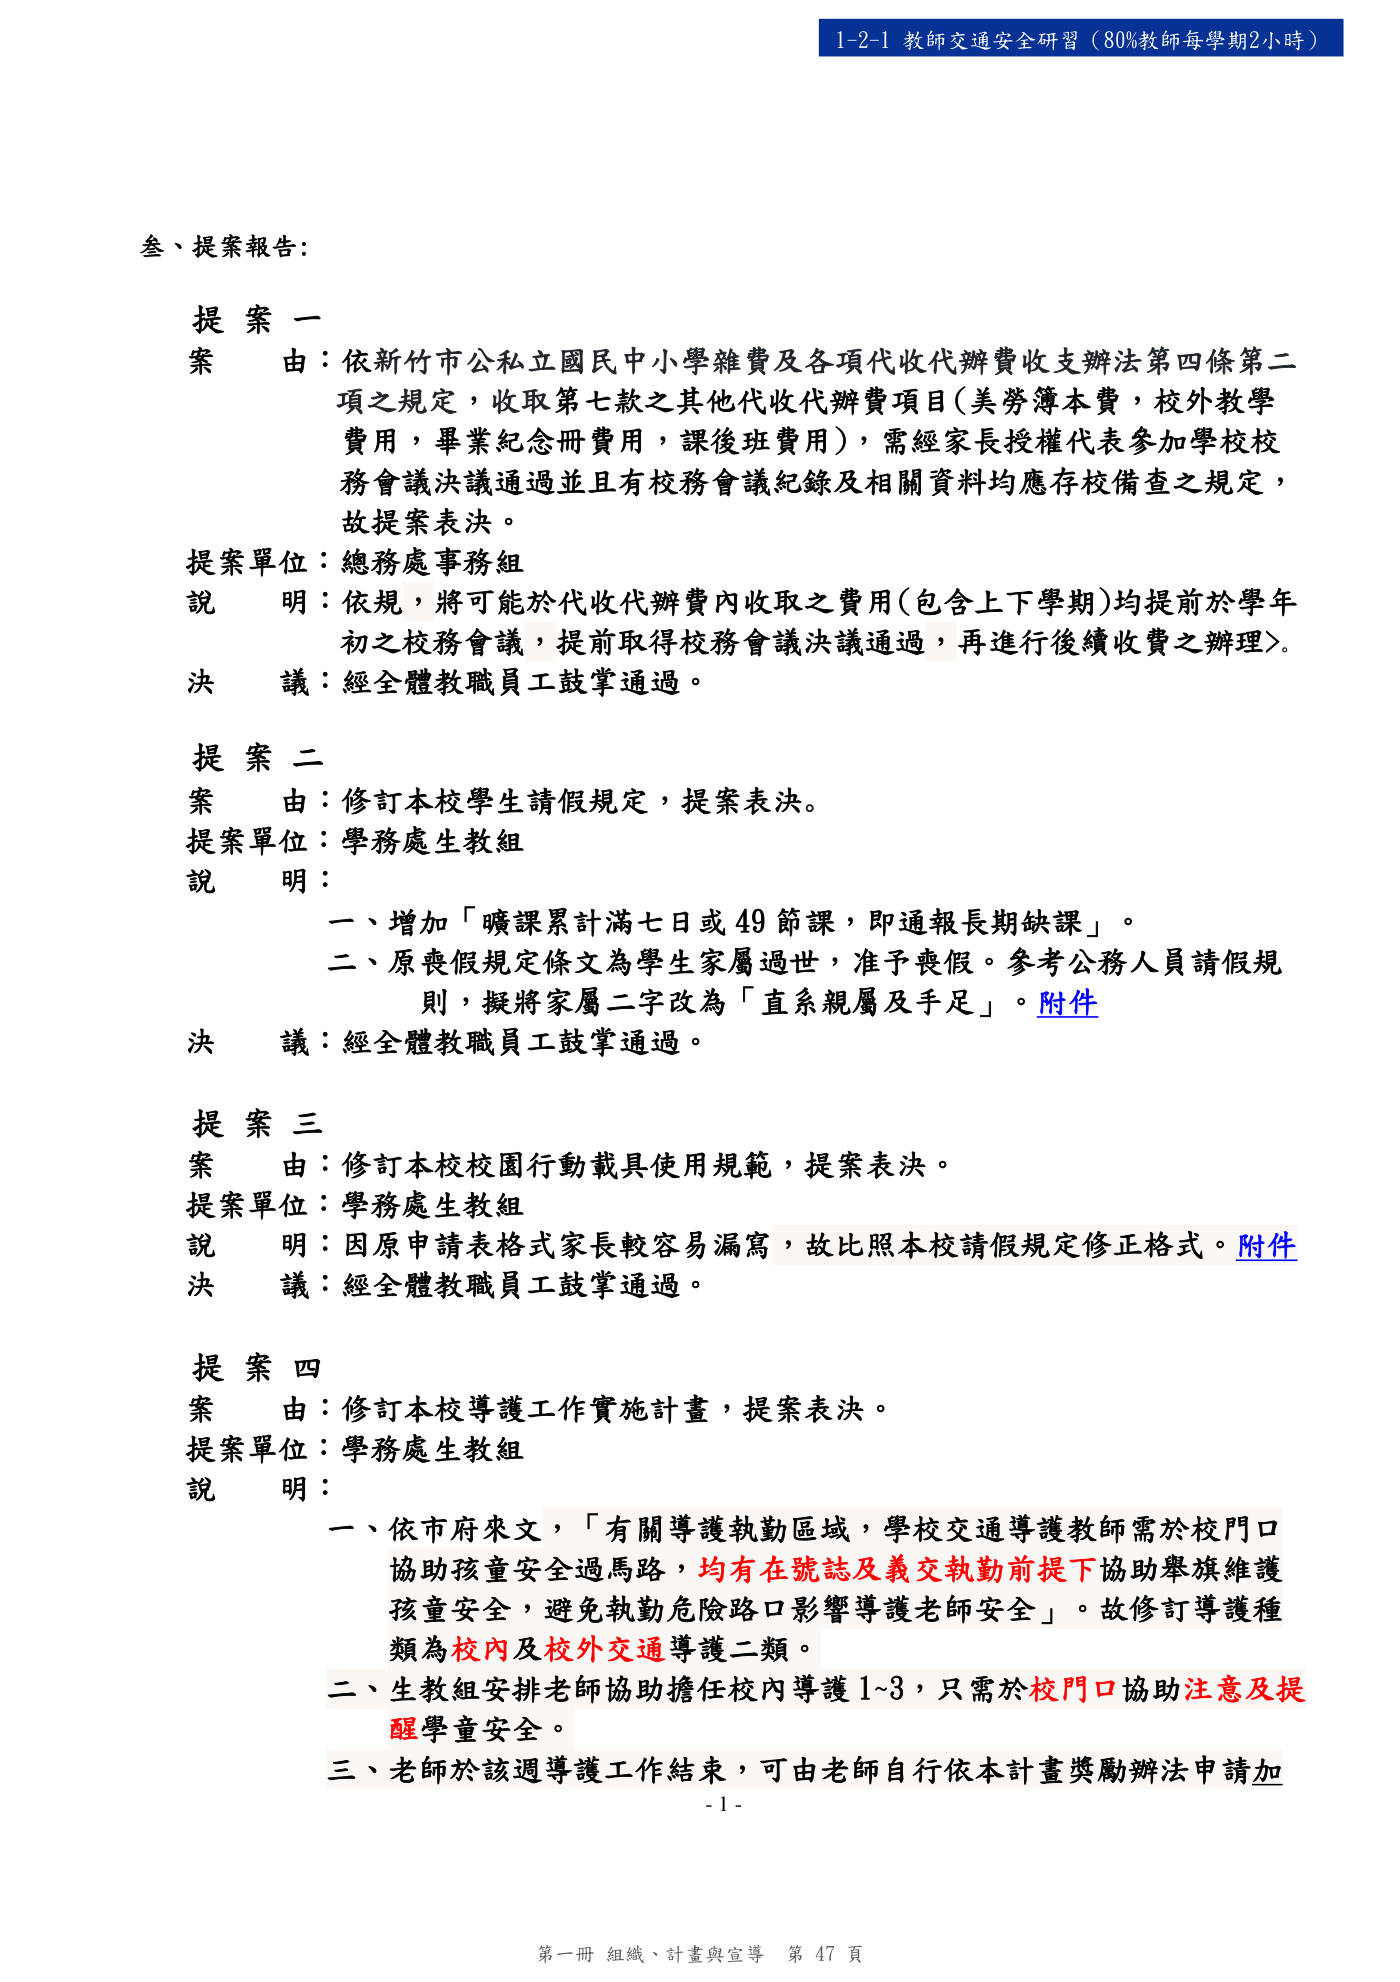 1-2-1 教師交通安全研習（80%教師每學期2小時）
叁、提案報告:
提 案 一
案　　由：依新竹市公私立國民中小學雜費及各項代收代辦費收支辦法第四條第二
項之規定，收取第七款之其他代收代辦費項目(美勞簿本費，校外教學
費用，畢業紀念冊費用，課後班費用)，需經家長授權代表參加學校校
務會議決議通過並且有校務會議紀錄及相關資料均應存校備查之規定，
故提案表決。
提案單位：總務處事務組
說　　明：依規，將可能於代收代辦費內收取之費用(包含上下學期)均提前於學年
初之校務會議，提前取得校務會議決議通過，再進行後續收費之辦理>。
決　　議：經全體教職員工鼓掌通過。
提 案 二
案　　由：修訂本校學生請假規定，提案表決。
提案單位：學務處生教組
說　　明：
一、增加「曠課累計滿七日或 49 節課，即通報長期缺課」。
二、原喪假規定條文為學生家屬過世，准予喪假。參考公務人員請假規
則，擬將家屬二字改為「直系親屬及手足」。附件
決　　議：經全體教職員工鼓掌通過。
提 案 三
案　　由：修訂本校校園行動載具使用規範，提案表決。
提案單位：學務處生教組
說　　明：因原申請表格式家長較容易漏寫，故比照本校請假規定修正格式。附件
決　　議：經全體教職員工鼓掌通過。
提 案 四
案　　由：修訂本校導護工作實施計畫，提案表決。
提案單位：學務處生教組
說　　明：
一、依市府來文，「有關導護執勤區域，學校交通導護教師需於校門口
協助孩童安全過馬路，均有在號誌及義交執勤前提下協助舉旗維護
孩童安全，避免執勤危險路口影響導護老師安全」。故修訂導護種
類為校內及校外交通導護二類。
二、生教組安排老師協助擔任校內導護 1~3，只需於校門口協助注意及提
醒學童安全。
三、老師於該週導護工作結束，可由老師自行依本計畫獎勵辦法申請加
- 1 -
第一冊 組織、計畫與宣導　第 47 頁